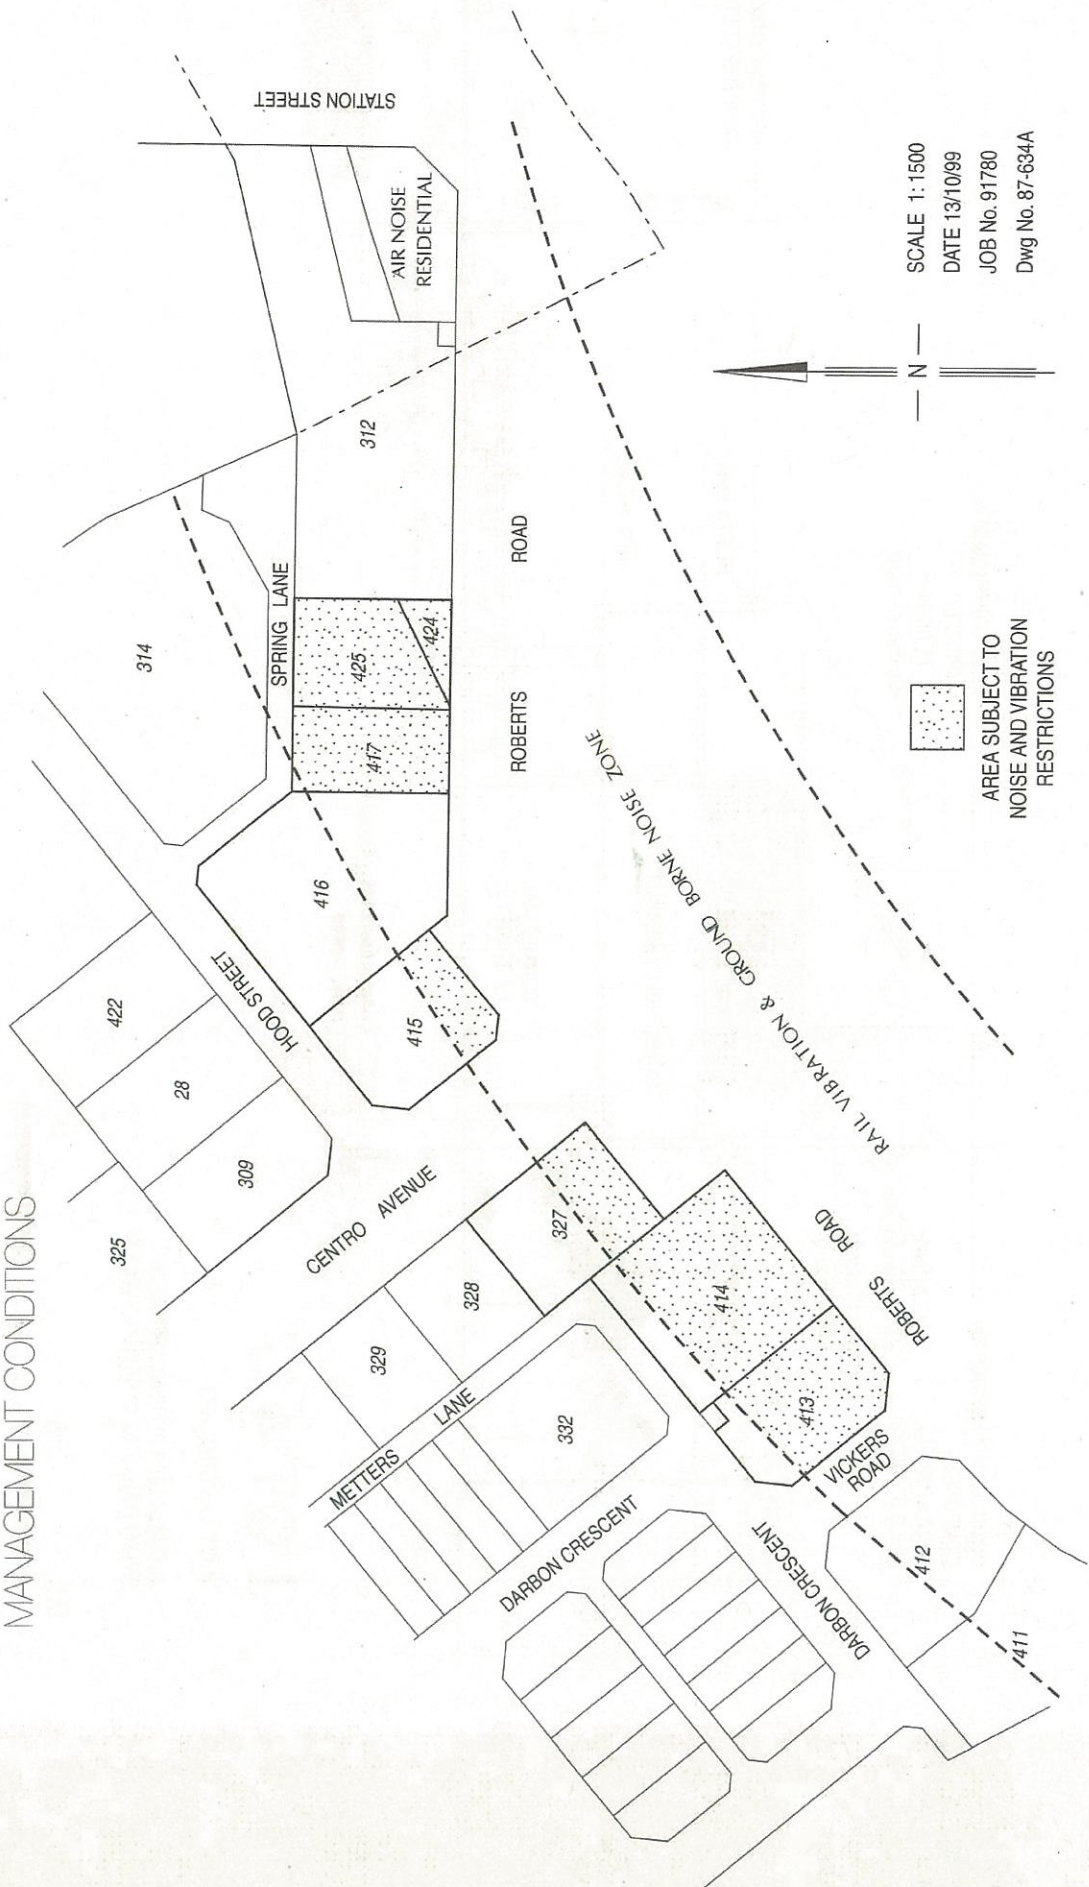 MANAGEMENT CONDITIONS
STATION STREET
AIR NOISE
RESIDENTIAL
312
314
SPRING LANE
425
424
417
416
415
ROBERTS ROAD
HOOD STREET
422
28
309
325
CENTRO AVENUE
327
328
329
METTERS LANE
332
414
413
ROBERTS ROAD
VICKERS
ROAD
DARBON CRESCENT
DARBON CRESCENT
412
411
RAIL VIBRATION & GROUND BORNE NOISE ZONE
N
SCALE 1:1500
DATE 13/10/99
JOB No. 91780
Dwg No. 87-634A
AREA SUBJECT TO
NOISE AND VIBRATION
RESTRICTIONS